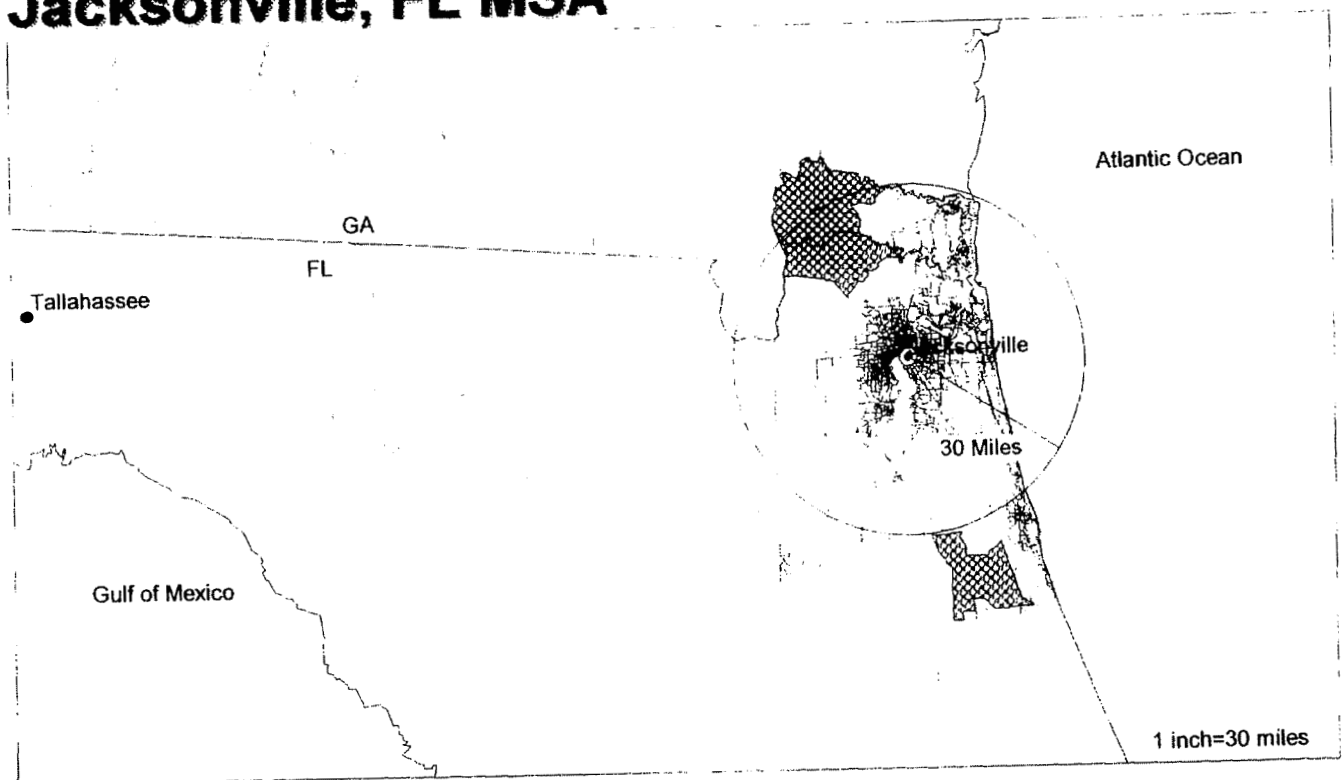 Jacksonville, FL MSA
Atlantic Ocean
GA
FL
Tallahassee
Jacksonville
30 Miles
Gulf of Mexico
1 inch=30 miles